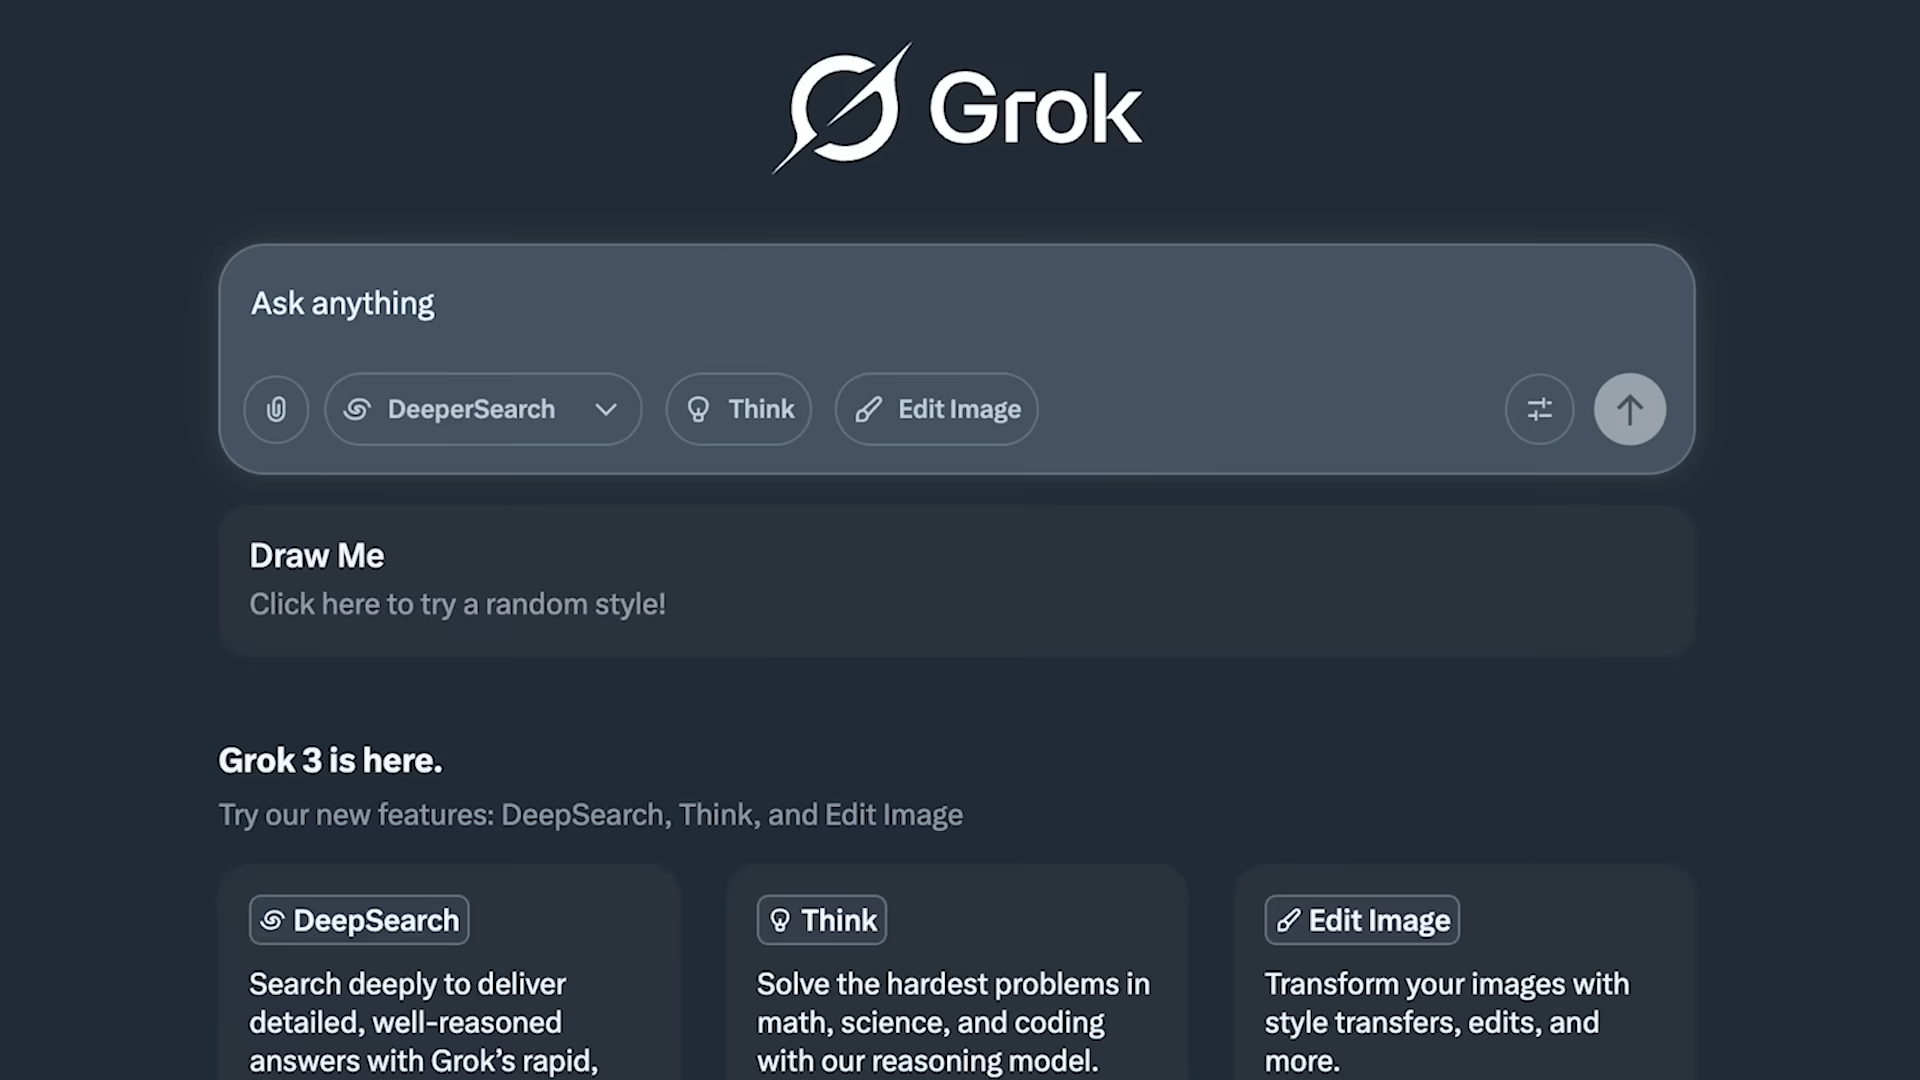 Grok
Ask anything
DeeperSearch
Think
Edit Image
Draw Me
Click here to try a random style!
Grok 3 is here.
Try our new features: DeepSearch, Think, and Edit Image
DeepSearch
Search deeply to deliver
detailed, well-reasoned
answers with Grok’s rapid,
Think
Solve the hardest problems in
math, science, and coding
with our reasoning model.
Edit Image
Transform your images with
style transfers, edits, and
more.